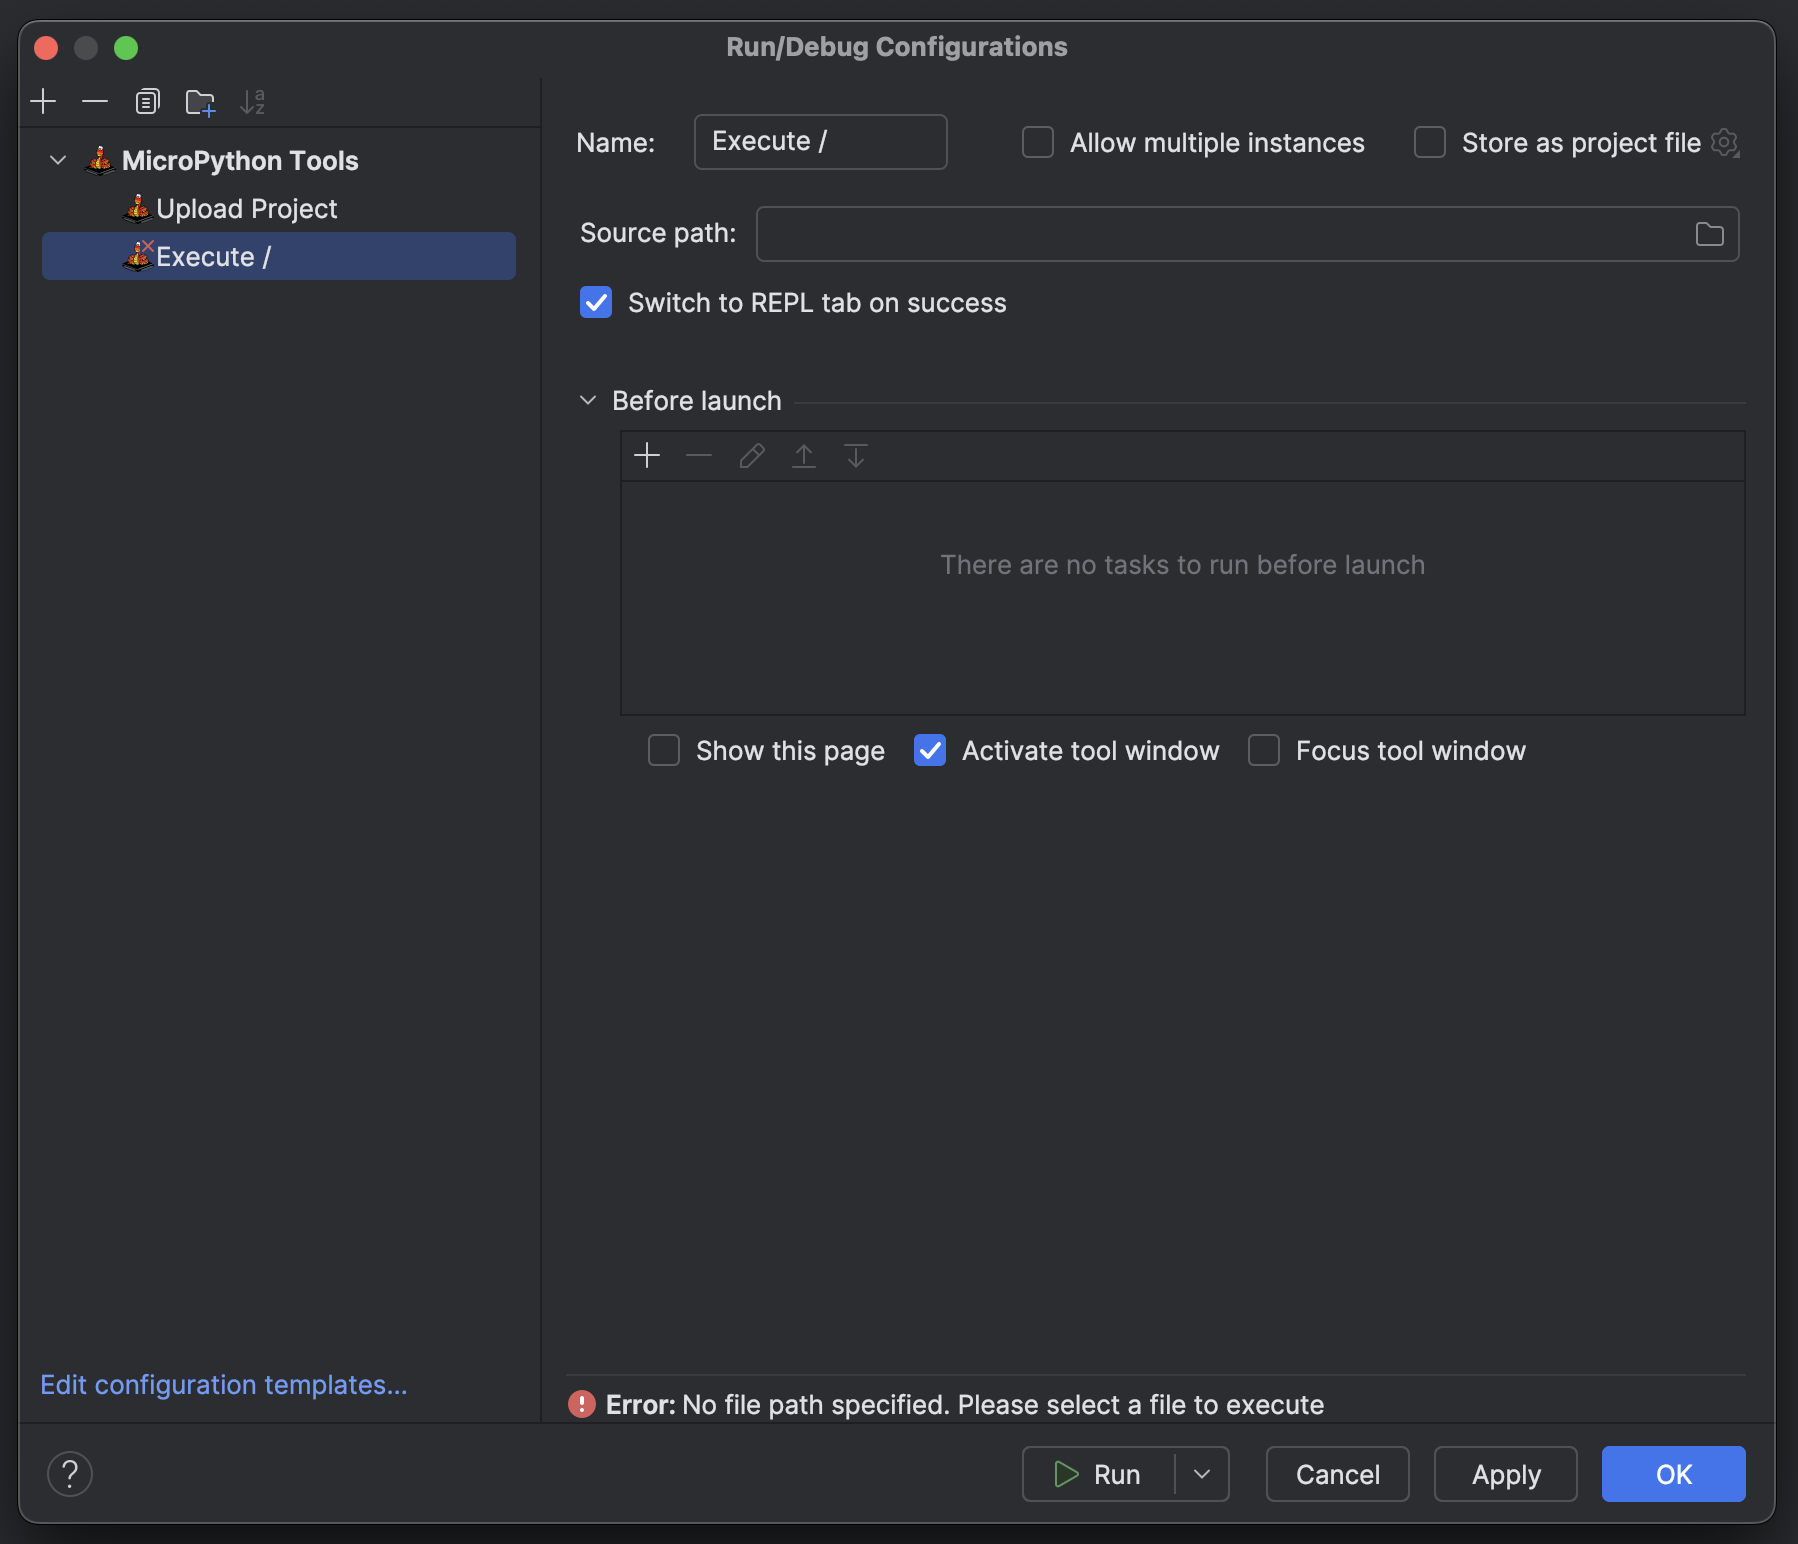 Run/Debug Configurations
MicroPython Tools
Upload Project
Execute /
Edit configuration templates...
Name: Execute / Allow multiple instances Store as project file
Source path:
Switch to REPL tab on success
Before launch
There are no tasks to run before launch
Show this page Activate tool window Focus tool window
Error: No file path specified. Please select a file to execute
? Run Cancel Apply OK